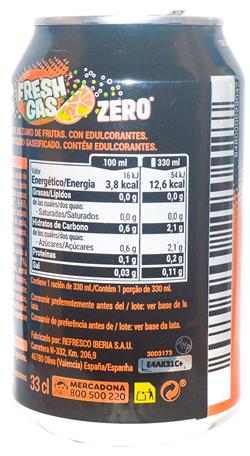 FRESH
GAS ZERO
ZUMO DE FRUTAS. CON EDULCORANTES.
GASEIFICADO. CONTÉM EDULCORANTES.
100 ml 330 ml
Valor 16 kJ 54 kJ
Energético/Energia 3,8 kcal 12,6 kcal
Grasas/Lípidos 0,0 g 0,0 g
de las cuales/dos quais:
-Saturadas/Saturados 0,0 g 0,0 g
Hidratos de Carbono 0,6 g 2,1 g
de los cuales/dos quais:
-Azúcares/Açúcares 0,6 g 2,1 g
Proteínas 0,1 g 0,2 g
Sal 0,03 g 0,11 g
Contiene 1 ración de 330 ml./Contém 1 porção de 330 ml.
Consumir preferentemente antes del / lote: ver base de la
lata.
Consumir de preferência antes de / lote: ver base da
lata.
Fabricado por: REFRESCO IBERIA S.A.U.
Carretera N-332, Km. 206,9
46780 Oliva (Valencia) España/Espanha
3003173
E4AK31C+
33 cl MERCADONA
800 500 220